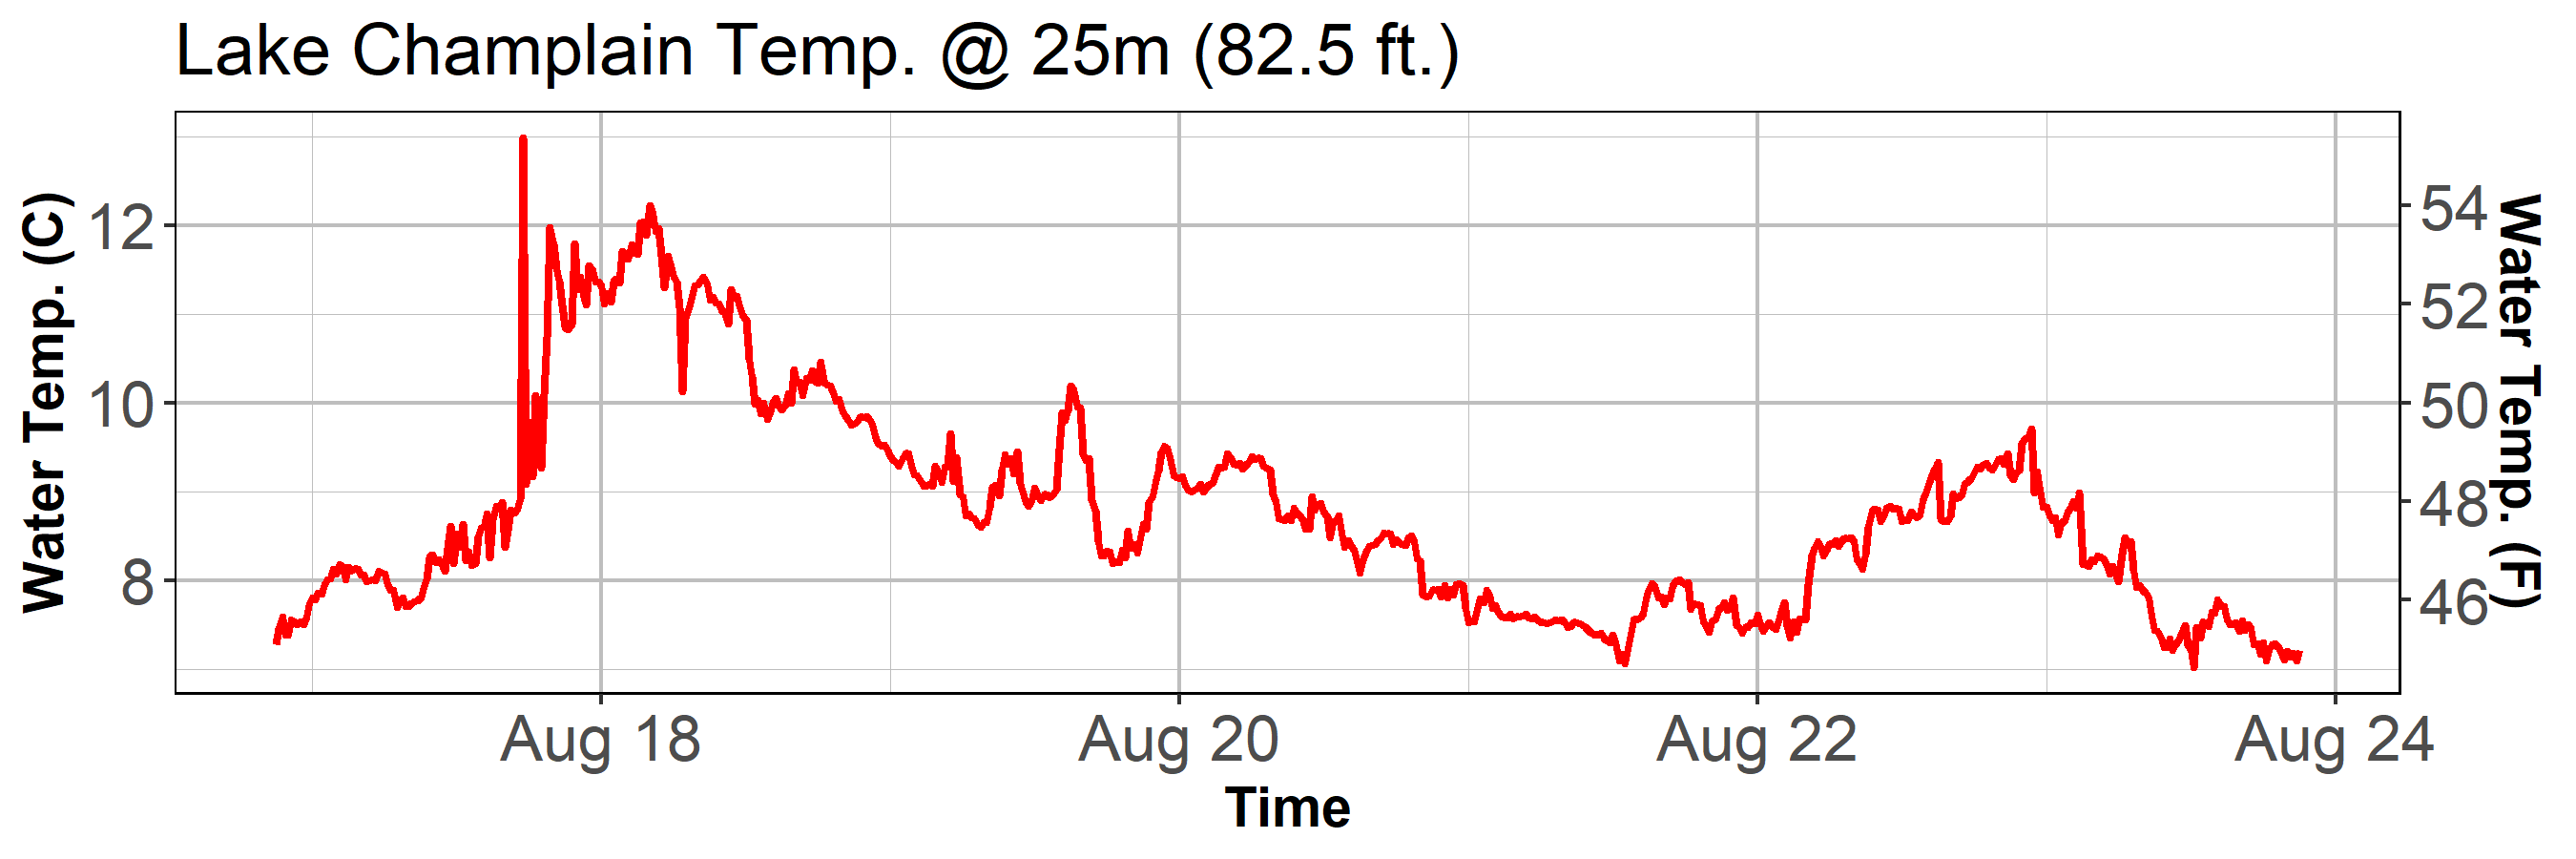 Lake Champlain Temp. @ 25m (82.5 ft.)
Water Temp. (C)
12
10
8
54
52
50
48
46
Water Temp. (F)
Aug 18
Aug 20
Aug 22
Aug 24
Time